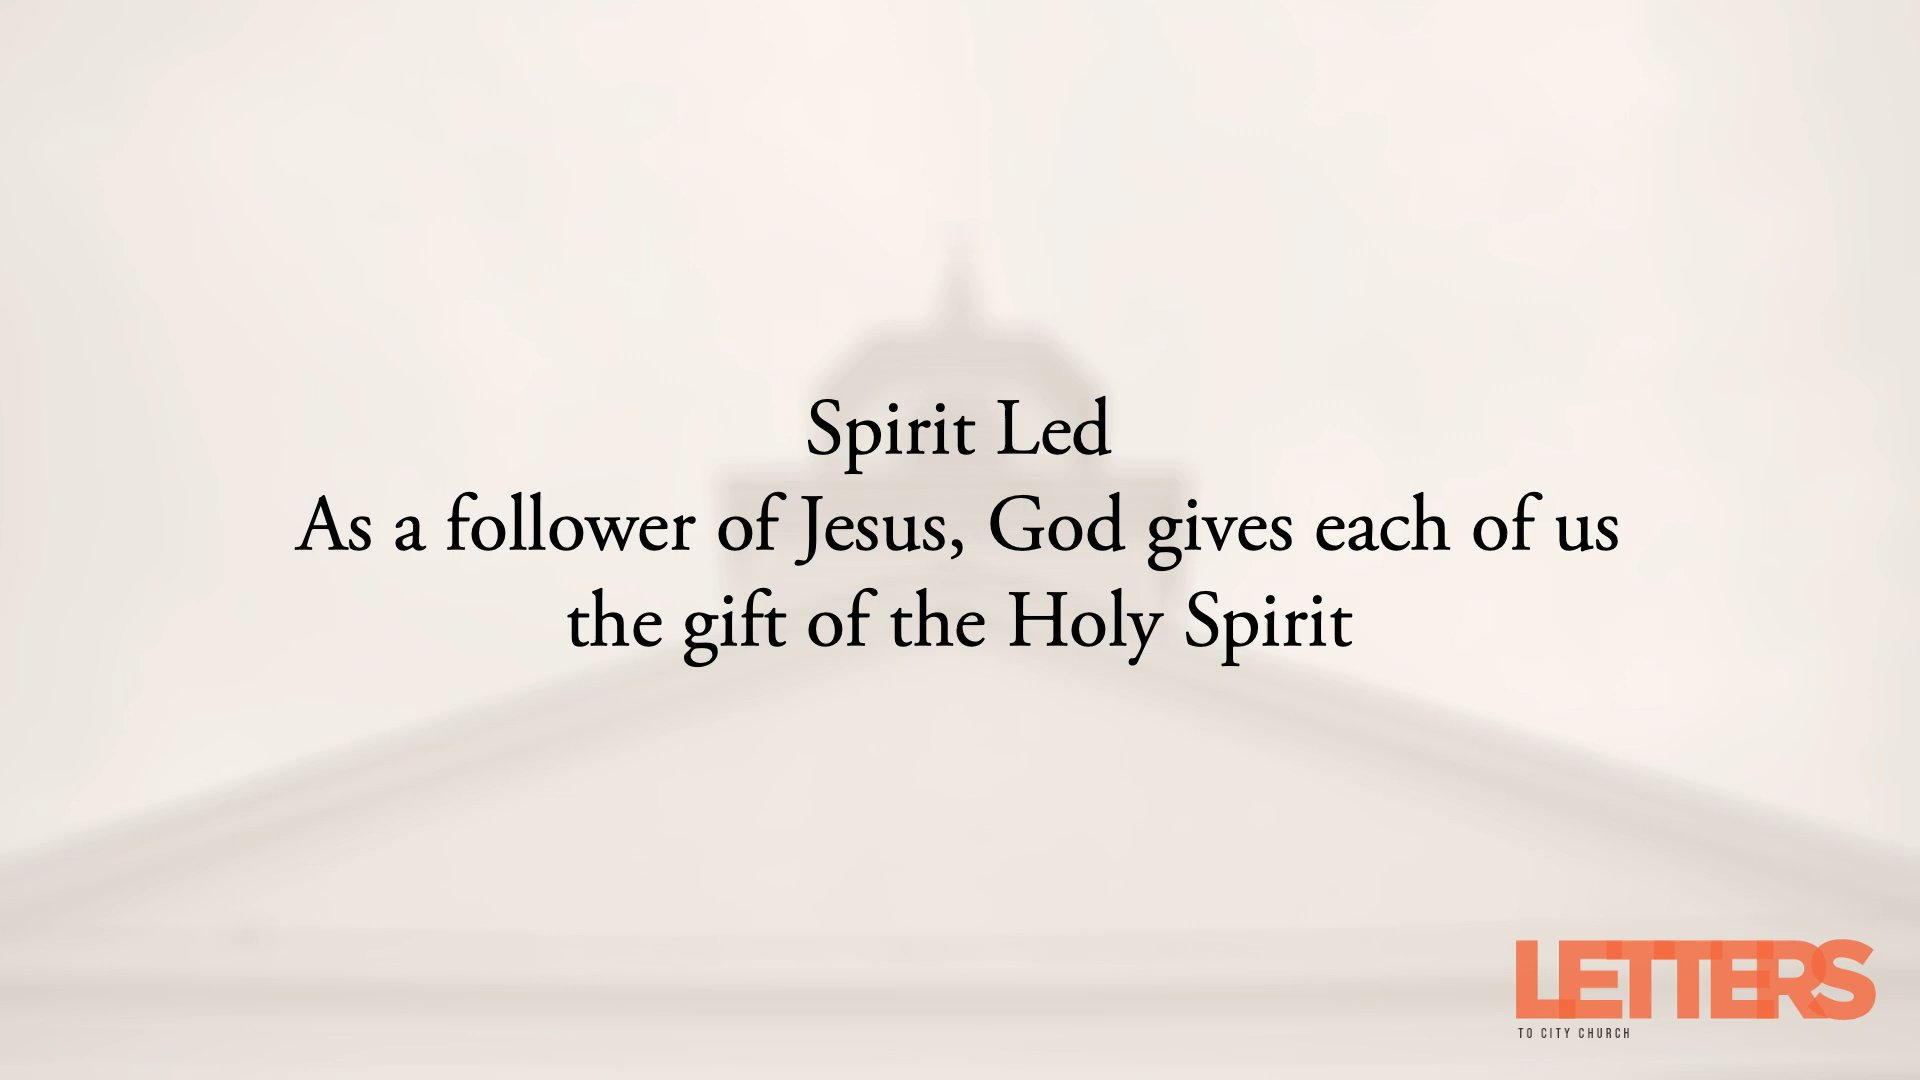 Spirit Led
As a follower of Jesus, God gives each of us
the gift of the Holy Spirit
LETTERS
TO CITY CHURCH